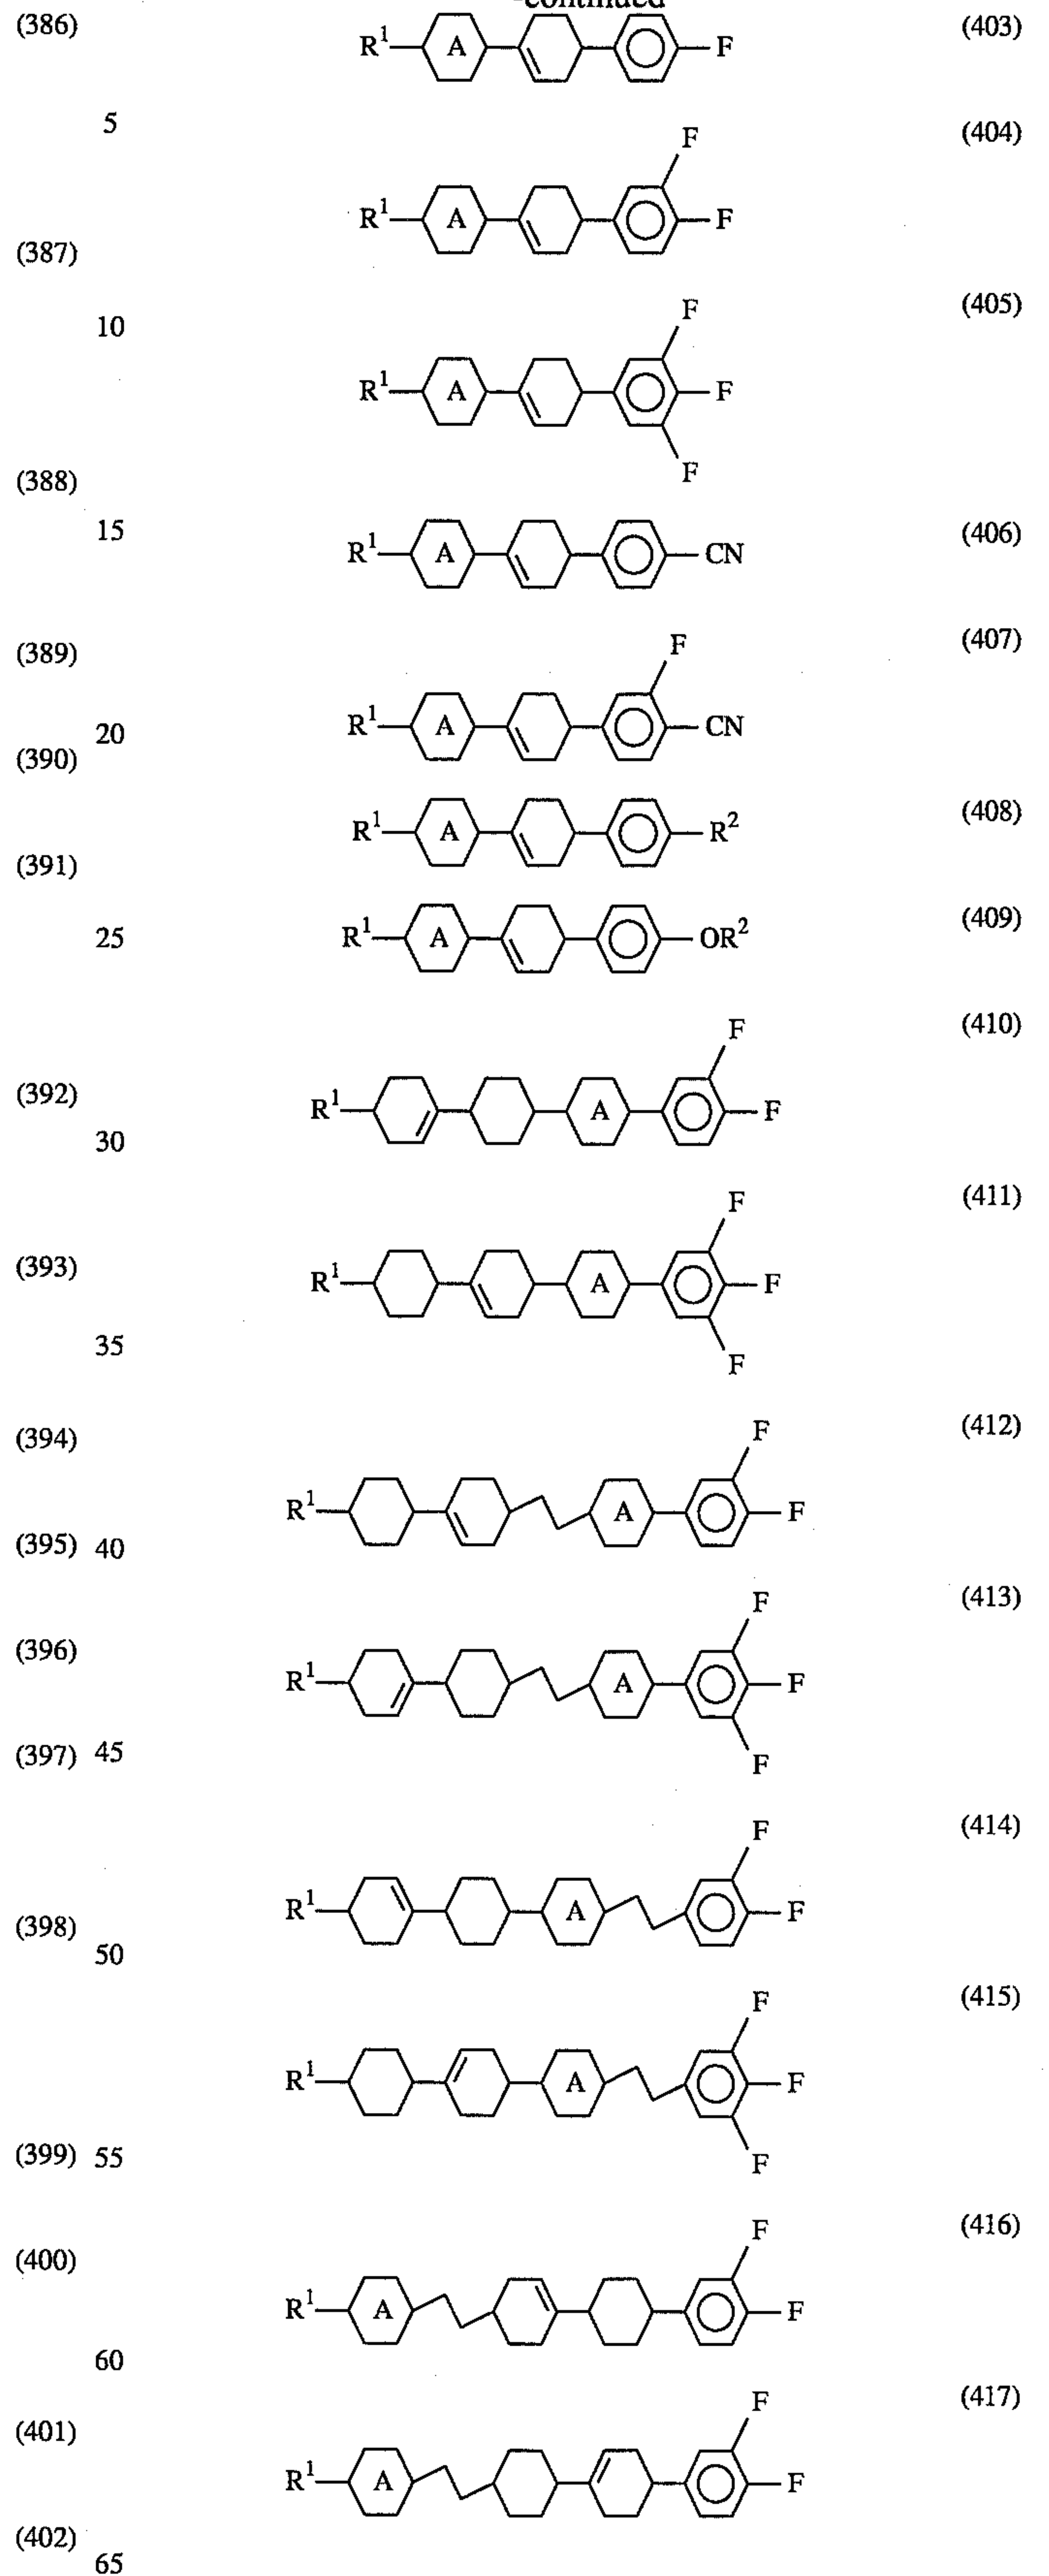 -continued
(386) R¹ A F (403)
5
F (404)
R¹ A F
(387)
F (405)
10
R¹ A F
F
(388)
15 R¹ A CN (406)
F (407)
(389)
20 R¹ A CN
(390)
R¹ A R² (408)
(391)
25 R¹ A OR² (409)
F (410)
(392)
R¹ A F
30
F (411)
(393) R¹ A F
35
F
F (412)
(394)
R¹ A F
(395) 40
F (413)
(396)
R¹ A F
(397) 45
F
F (414)
R¹ A F
(398)
50
F (415)
R¹ A F
(399) 55
F
F (416)
(400)
R¹ A F
60
F (417)
(401)
R¹ A F
(402)
65